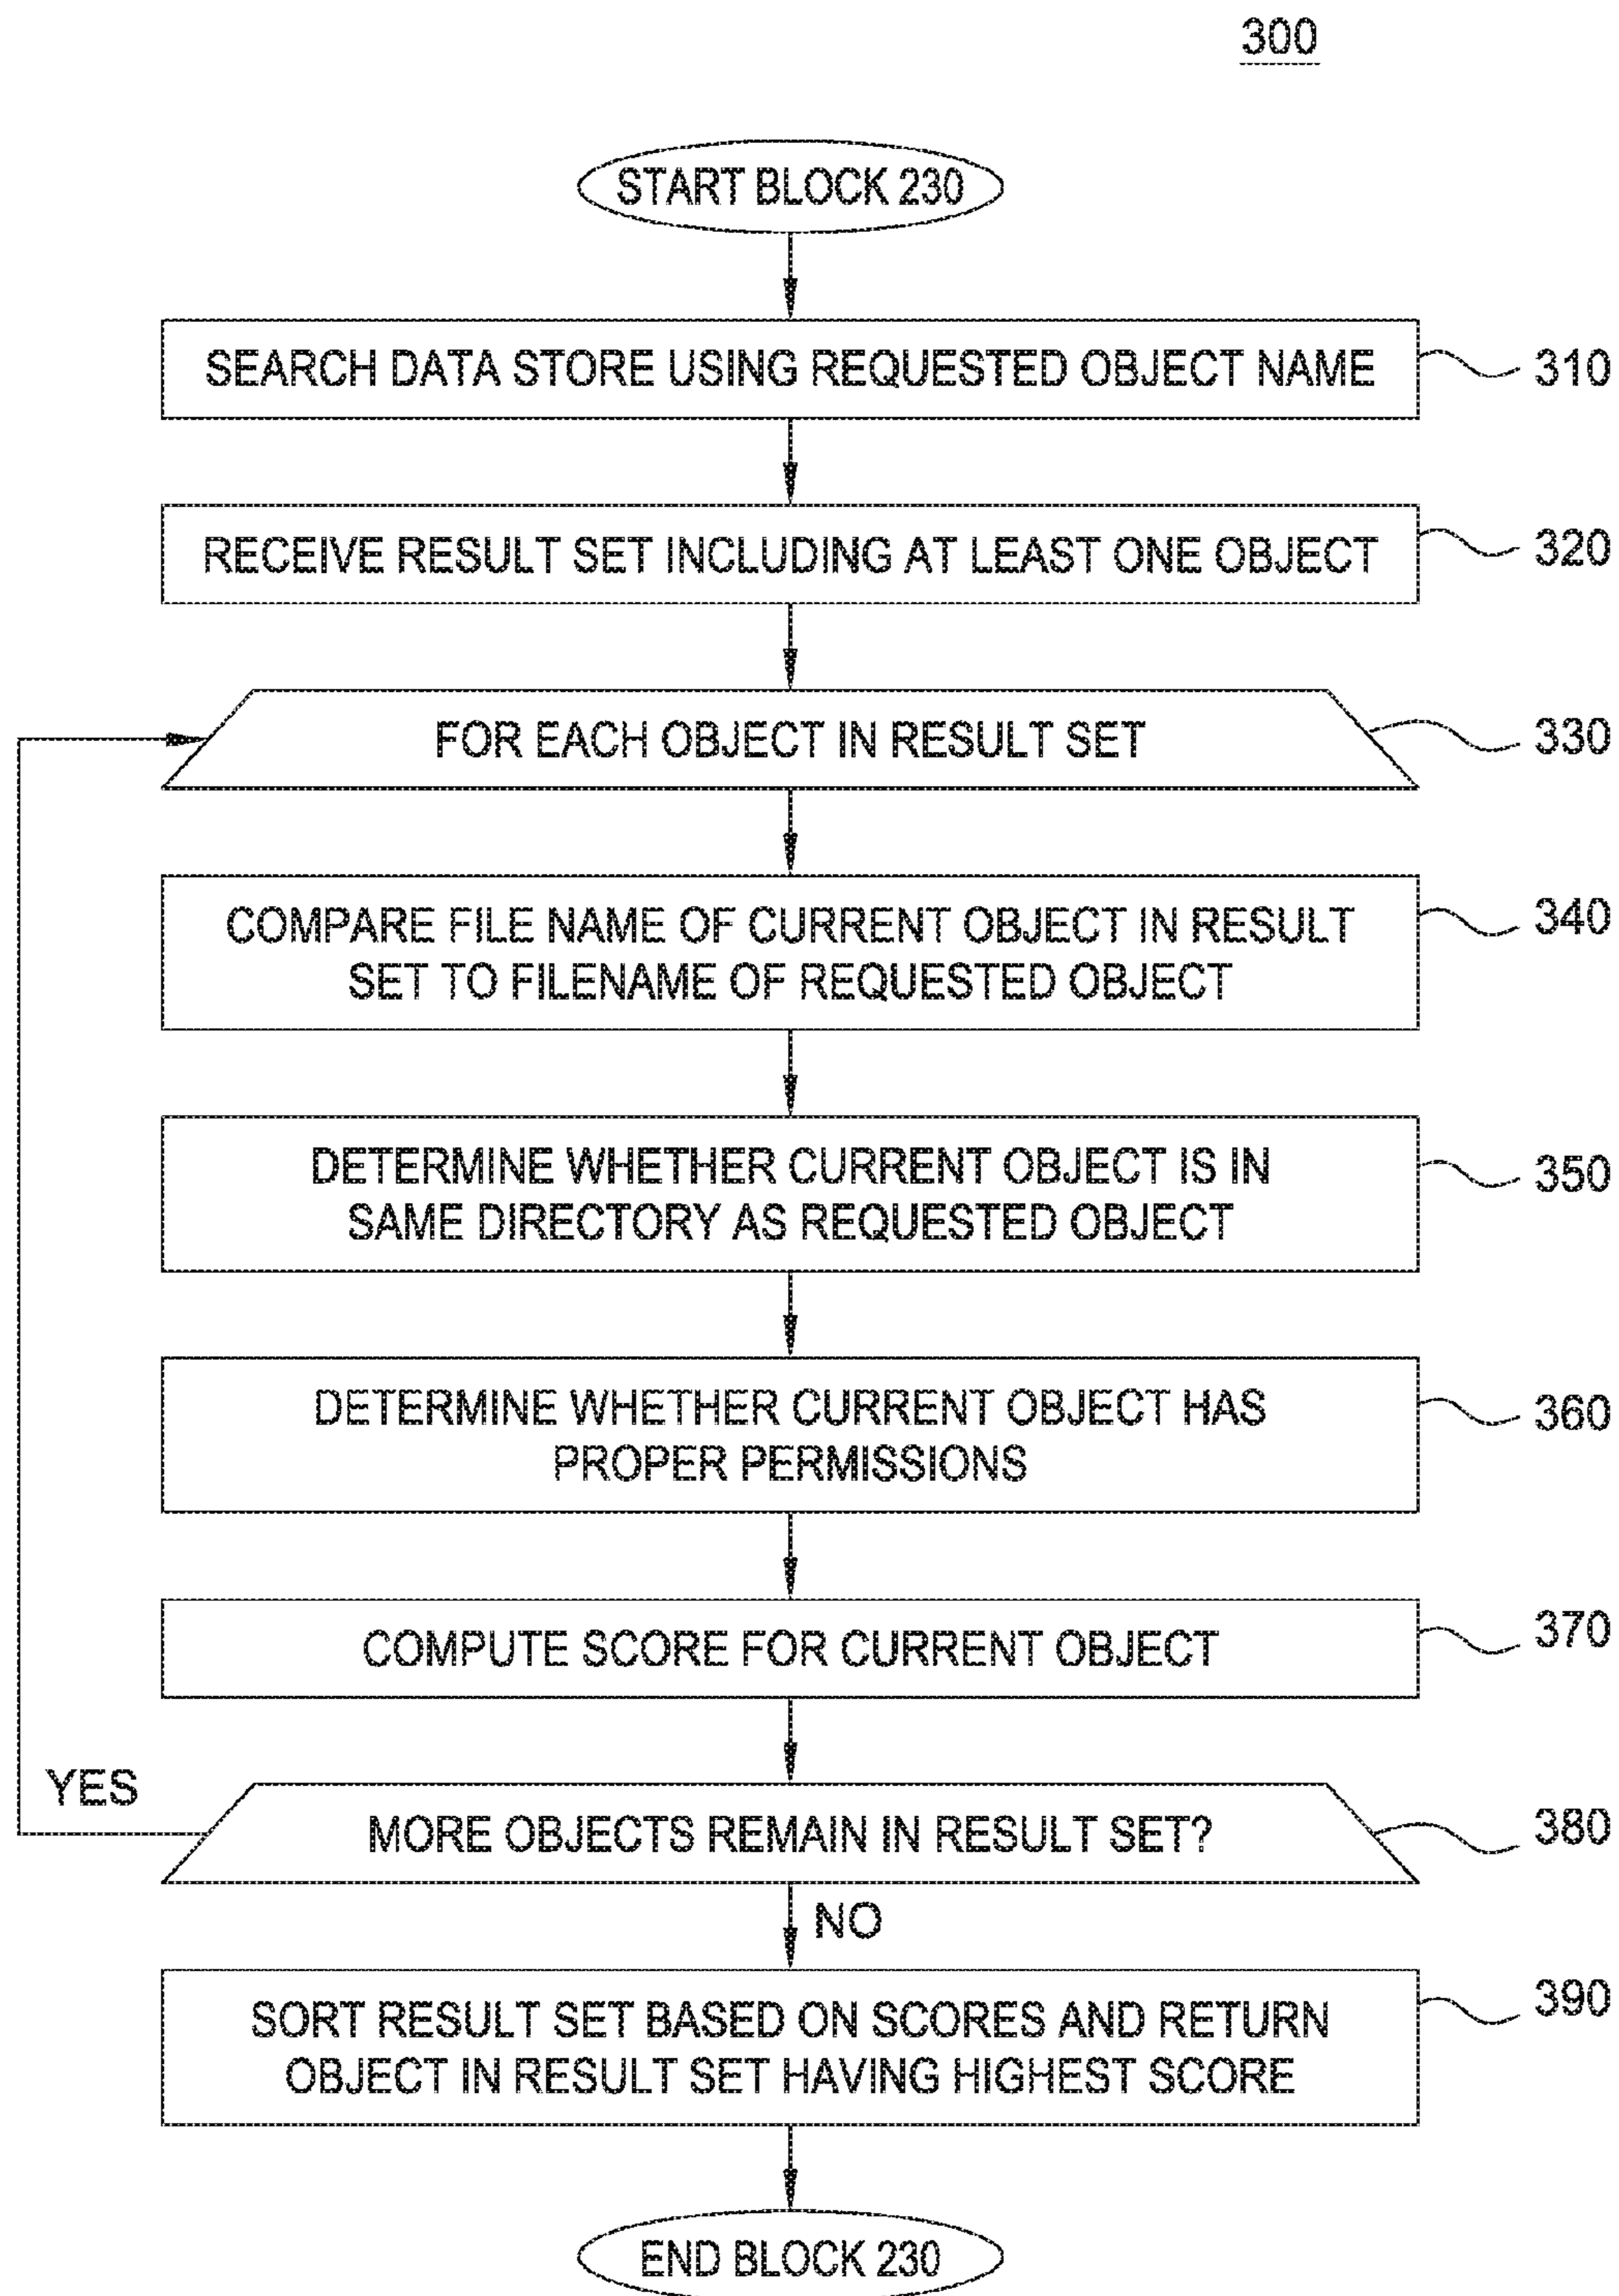 300
START BLOCK 230
SEARCH DATA STORE USING REQUESTED OBJECT NAME
310
RECEIVE RESULT SET INCLUDING AT LEAST ONE OBJECT
320
FOR EACH OBJECT IN RESULT SET
330
COMPARE FILE NAME OF CURRENT OBJECT IN RESULT
SET TO FILENAME OF REQUESTED OBJECT
340
DETERMINE WHETHER CURRENT OBJECT IS IN
SAME DIRECTORY AS REQUESTED OBJECT
350
DETERMINE WHETHER CURRENT OBJECT HAS
PROPER PERMISSIONS
360
COMPUTE SCORE FOR CURRENT OBJECT
370
YES
MORE OBJECTS REMAIN IN RESULT SET?
380
NO
SORT RESULT SET BASED ON SCORES AND RETURN
OBJECT IN RESULT SET HAVING HIGHEST SCORE
390
END BLOCK 230